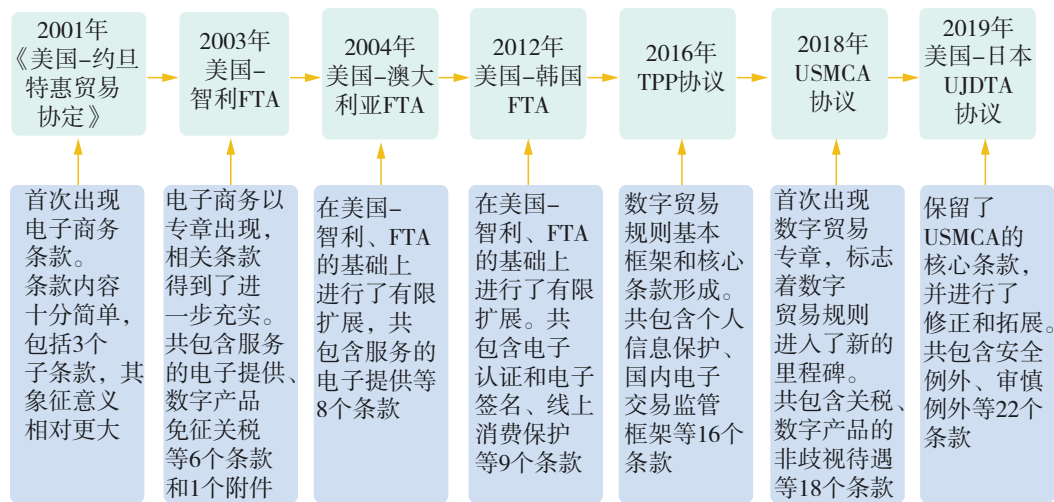 2001年
《美国-约旦
特惠贸易
协定》
2003年
美国-
智利FTA
2004年
美国-澳大
利亚FTA
2012年
美国-韩国
FTA
2016年
TPP协议
2018年
USMCA
协议
2019年
美国-日本
UJDTA
协议
首次出现
电子商务
条款。
条款内容
十分简单，
包括3个
子条款，其
象征意义
相对更大
电子商务以
专章出现，
相关条款
得到了进
一步充实。
共包含服务
的电子提供、
数字产品
免征关税
等6个条款
和1个附件
在美国-
智利、FTA
的基础上
进行了有限
扩展，共
包含服务的
电子提供等
8个条款
在美国-
智利、FTA
的基础上
进行了有限
扩展。共
包含电子
认证和电子
签名、线上
消费保护
等9个条款
数字贸易
规则基本
框架和核心
条款形成。
共包含个人
信息保护、
国内电子
交易监管
框架等16个
条款
首次出现
数字贸易
专章，标志
着数字
贸易规则
进入了新的
里程碑。
共包含关税、
数字产品的
非歧视待遇
等18个条款
保留了
USMCA的
核心条款，
并进行了
修正和拓展。
共包含安全
例外、审慎
例外等22个
条款